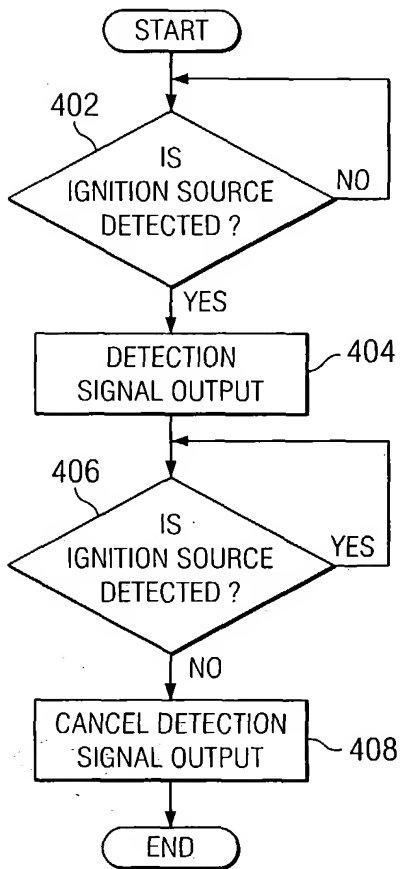 START
402
IS
IGNITION SOURCE
DETECTED ?
NO
YES
DETECTION
SIGNAL OUTPUT
404
406
IS
IGNITION SOURCE
DETECTED ?
YES
NO
CANCEL DETECTION
SIGNAL OUTPUT
408
END